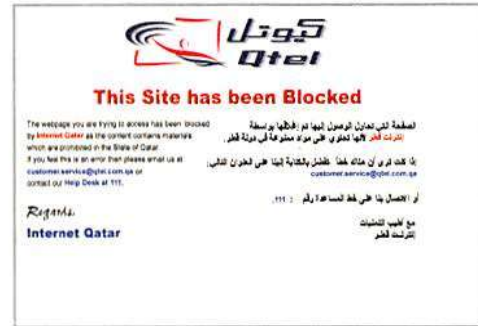 كيوتل
Qtel
This Site has been Blocked
The webpage you are trying to access has been blocked
by Internet Qatar as the content contains materials
which are prohibited in the State of Qatar.
If you feel this is an error then please email us at
customer.service@qtel.com.qa or
contact our Help Desk at 111.
Regards,
Internet Qatar
الصفحة التي تحاول الوصول إليها تم إقفالها بواسطة
إنترنت قطر لأنها تحتوي على مواد ممنوعة في دولة قطر.
إذا كنت ترى أن هناك خطأ تفضل بالكتابة إلينا على العنوان التالي:
customer.service@qtel.com.qa
أو الاتصال بنا على خط المساعدة رقم : ١١١.
مع أطيب التمنيات
إنترنت قطر